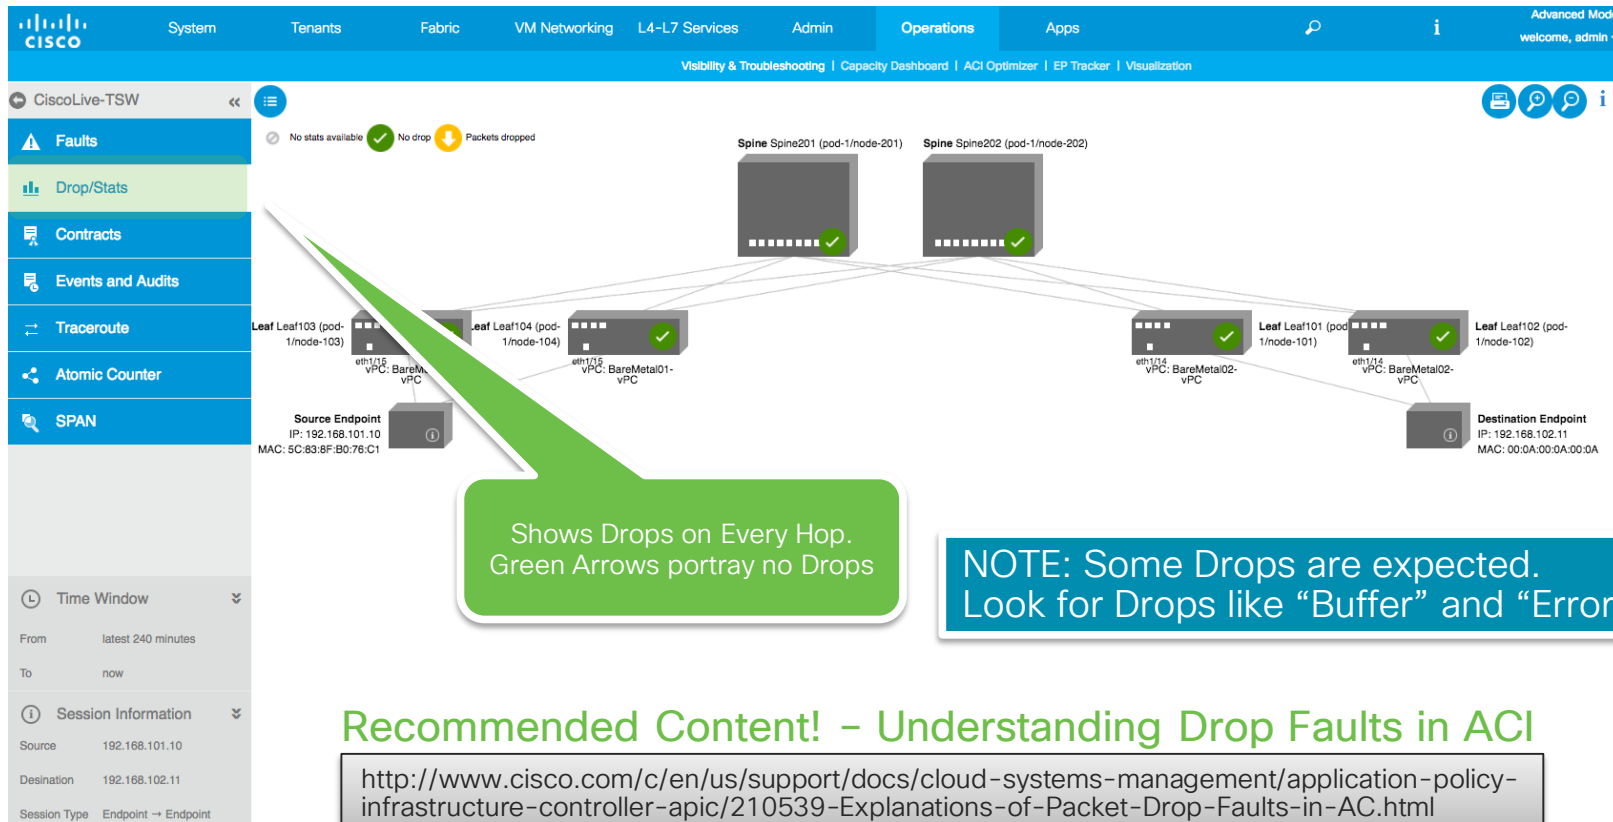 CISCO
System
Tenants
Fabric
VM Networking
L4-L7 Services
Admin
Operations
Apps
i
Advanced Mod
welcome, admin
Visibility & Troubleshooting | Capacity Dashboard | ACI Optimizer | EP Tracker | Visualization
CiscoLive-TSW
Faults
Drop/Stats
Contracts
Events and Audits
Traceroute
Atomic Counter
SPAN
Time Window
From latest 240 minutes
To now
Session Information
Source 192.168.101.10
Desination 192.168.102.11
Session Type Endpoint → Endpoint
No stats available
No drop
Packets dropped
i
Spine Spine201 (pod-1/node-201)
Spine Spine202 (pod-1/node-202)
Leaf Leaf103 (pod-
1/node-103)
eth1/15
vPC: BareM
vPC
Leaf Leaf104 (pod-
1/node-104)
eth1/15
vPC: BareMetal01-
vPC
Leaf Leaf101 (pod
1/node-101)
eth1/14
vPC: BareMetal02-
vPC
Leaf Leaf102 (pod-
1/node-102)
eth1/14
vPC: BareMetal02-
vPC
Source Endpoint
IP: 192.168.101.10
MAC: 5C:83:8F:B0:76:C1
Destination Endpoint
IP: 192.168.102.11
MAC: 00:0A:00:0A:00:0A
Shows Drops on Every Hop.
Green Arrows portray no Drops
NOTE: Some Drops are expected.
Look for Drops like “Buffer” and “Error
Recommended Content! – Understanding Drop Faults in ACI
http://www.cisco.com/c/en/us/support/docs/cloud-systems-management/application-policy-
infrastructure-controller-apic/210539-Explanations-of-Packet-Drop-Faults-in-AC.html